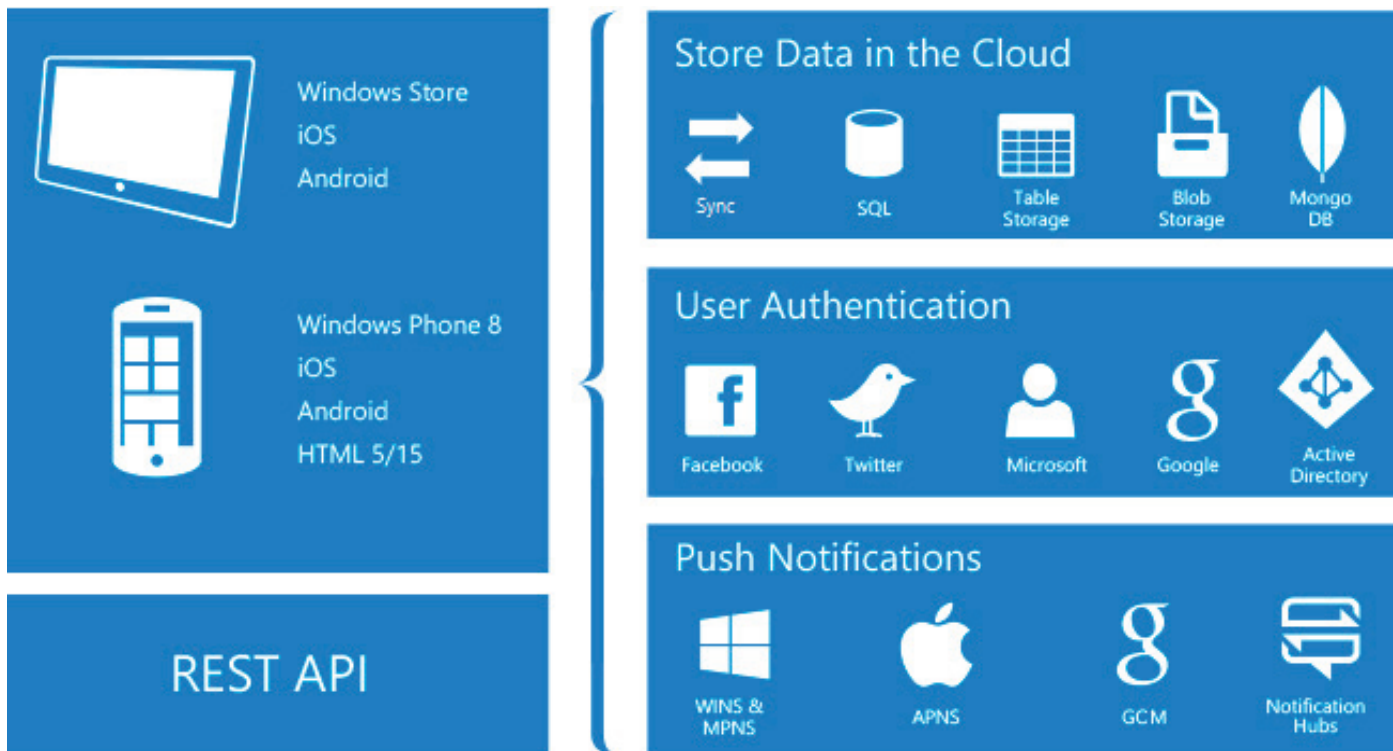 Windows Store
iOS
Android
Windows Phone 8
iOS
Android
HTML 5/15
REST API
Store Data in the Cloud
Sync
SQL
Table
Storage
Blob
Storage
Mongo
DB
User Authentication
Facebook
Twitter
Microsoft
Google
Active
Directory
Push Notifications
WINS &
MPNS
APNS
GCM
Notification
Hubs